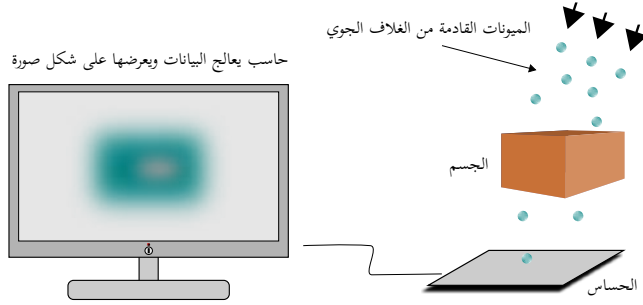 الميونات القادمة من الغلاف الجوي
حاسب يعالج البيانات ويعرضها على شكل صورة
الجسم
الحساس